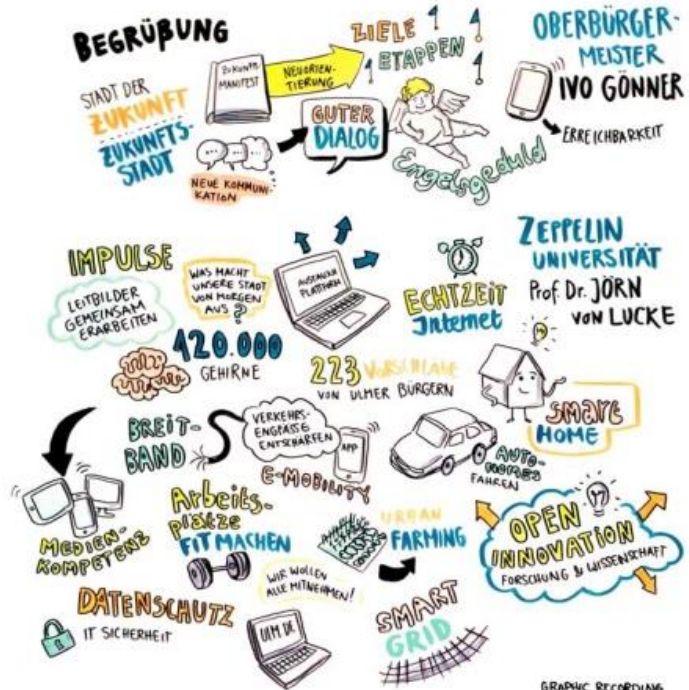 BEGRÜßUNG
STADT DER
ZUKUNFT
ZUKUNFTS-
STADT
ZUKUNFTS
MANIFEST
NEUORIEN-
TIERUNG
ZIELE
ETAPPEN
GUTER
DIALOG
NEUE KOMMUNI-
KATION
Engelsgeduld
OBERBÜRGER-
MEISTER
IVO GÖNNER
ERREICHBARKEIT
IMPULSE
LEITBILDER
GEMEINSAM
ERARBEITEN
WAS MACHT
UNSERE STADT
VON MORGEN
AUS?
120.000
GEHIRNE
PLATTFORM
ECHTZEIT
Internet
ZEPPELIN
UNIVERSITÄT
Prof. Dr. JÖRN
VON LUCKE
223 VORSCHLÄGE
VON ULMER BÜRGERN
SMART
HOME
BREIT-
BAND
VERKEHRS-
ENGPÄSSE
ENTSCHÄRFEN
APP
E-MOBILITY
AUTO-
NOMES
FAHREN
MEDIEN-
KOMPETENZ
Arbeits-
plätze
FIT MACHEN
URBAN
FARMING
OPEN
INNOVATION
FORSCHUNG & WISSENSCHAFT
WIR WOLLEN
ALLE MITNEHMEN!
DATENSCHUTZ
IT SICHERHEIT
ULM DE
SMART
GRID
GRAPHIC RECORDING